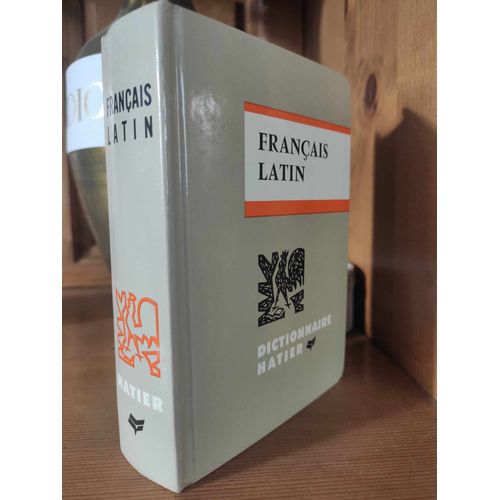 FRANÇAIS
LATIN
HATIER
FRANÇAIS
LATIN
DICTIONNAIRE
HATIER